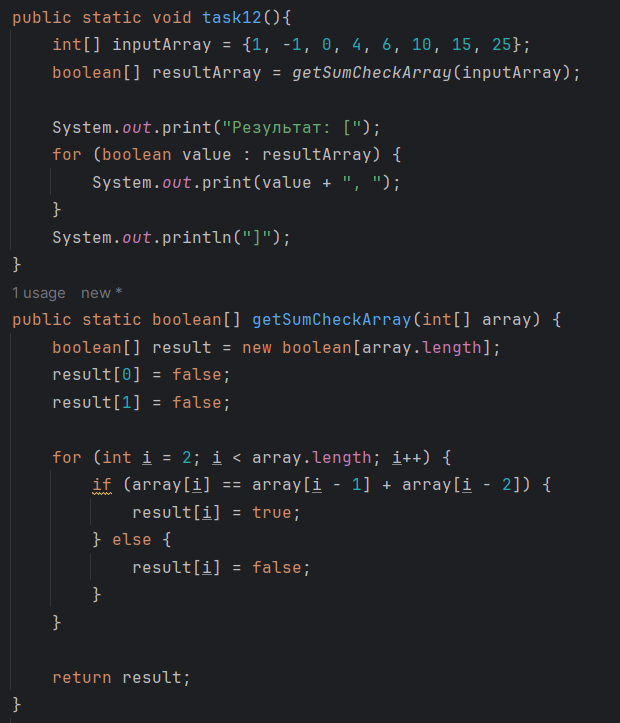 public static void task12(){
    int[] inputArray = {1, -1, 0, 4, 6, 10, 15, 25};
    boolean[] resultArray = getSumCheckArray(inputArray);

    System.out.print("Результат: [");
    for (boolean value : resultArray) {
        System.out.print(value + ", ");
    }
    System.out.println("]");
}
1 usage   new *
public static boolean[] getSumCheckArray(int[] array) {
    boolean[] result = new boolean[array.length];
    result[0] = false;
    result[1] = false;

    for (int i = 2; i < array.length; i++) {
        if (array[i] == array[i - 1] + array[i - 2]) {
            result[i] = true;
        } else {
            result[i] = false;
        }
    }

    return result;
}